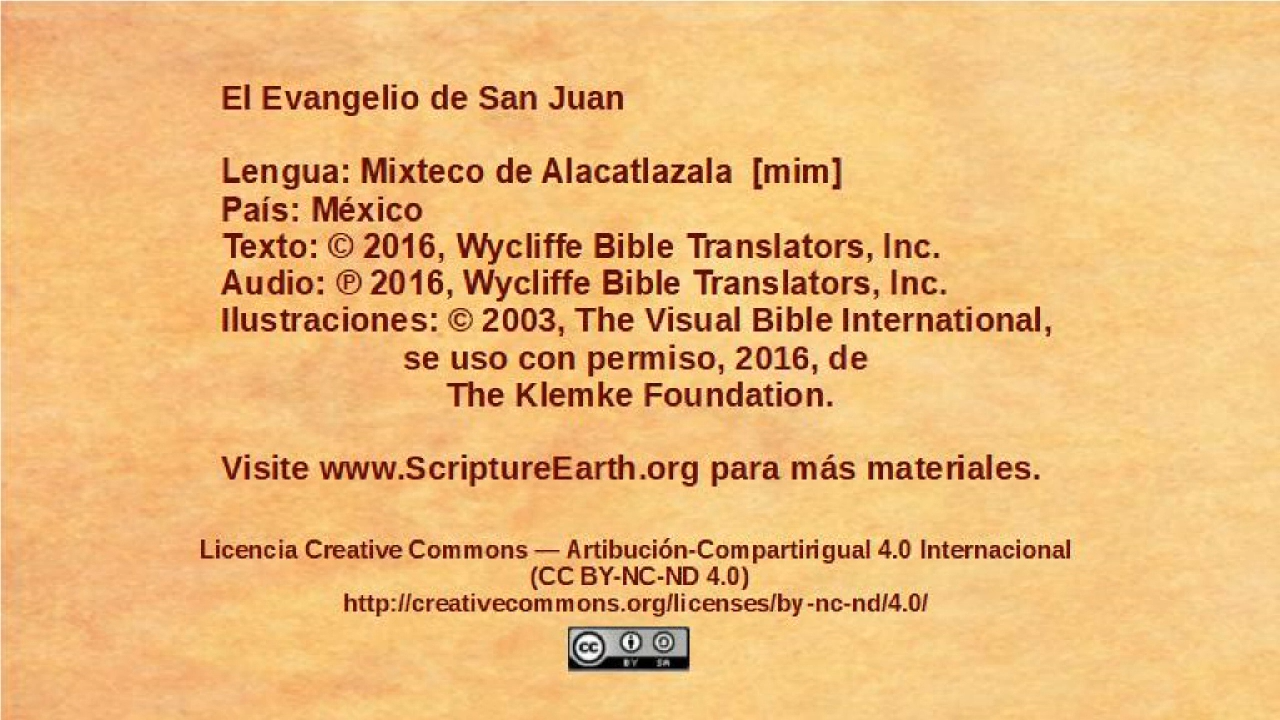 El Evangelio de San Juan
Lengua: Mixteco de Alacatlazala [mim]
País: México
Texto: © 2016, Wycliffe Bible Translators, Inc.
Audio: ℗ 2016, Wycliffe Bible Translators, Inc.
Ilustraciones: © 2003, The Visual Bible International,
se uso con permiso, 2016, de
The Klemke Foundation.
Visite www.ScriptureEarth.org para más materiales.
Licencia Creative Commons — Artibución-Compartirigual 4.0 Internacional
(CC BY-NC-ND 4.0)
http://creativecommons.org/licenses/by-nc-nd/4.0/
cc BY SA